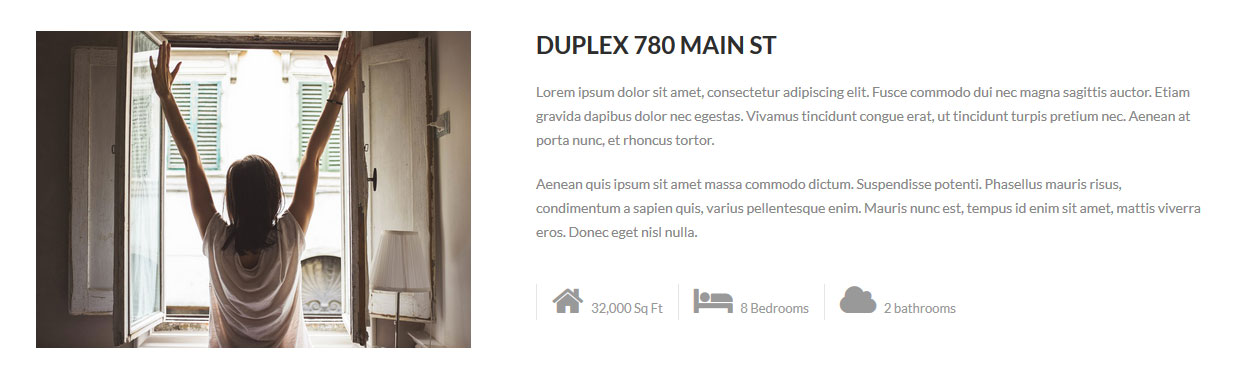 DUPLEX 780 MAIN ST
Lorem ipsum dolor sit amet, consectetur adipiscing elit. Fusce commodo dui nec magna sagittis auctor. Etiam
gravida dapibus dolor nec egestas. Vivamus tincidunt congue erat, ut tincidunt turpis pretium nec. Aenean at
porta nunc, et rhoncus tortor.
Aenean quis ipsum sit amet massa commodo dictum. Suspendisse potenti. Phasellus mauris risus,
condimentum a sapien quis, varius pellentesque enim. Mauris nunc est, tempus id enim sit amet, mattis viverra
eros. Donec eget nisl nulla.
32,000 Sq Ft 8 Bedrooms 2 bathrooms